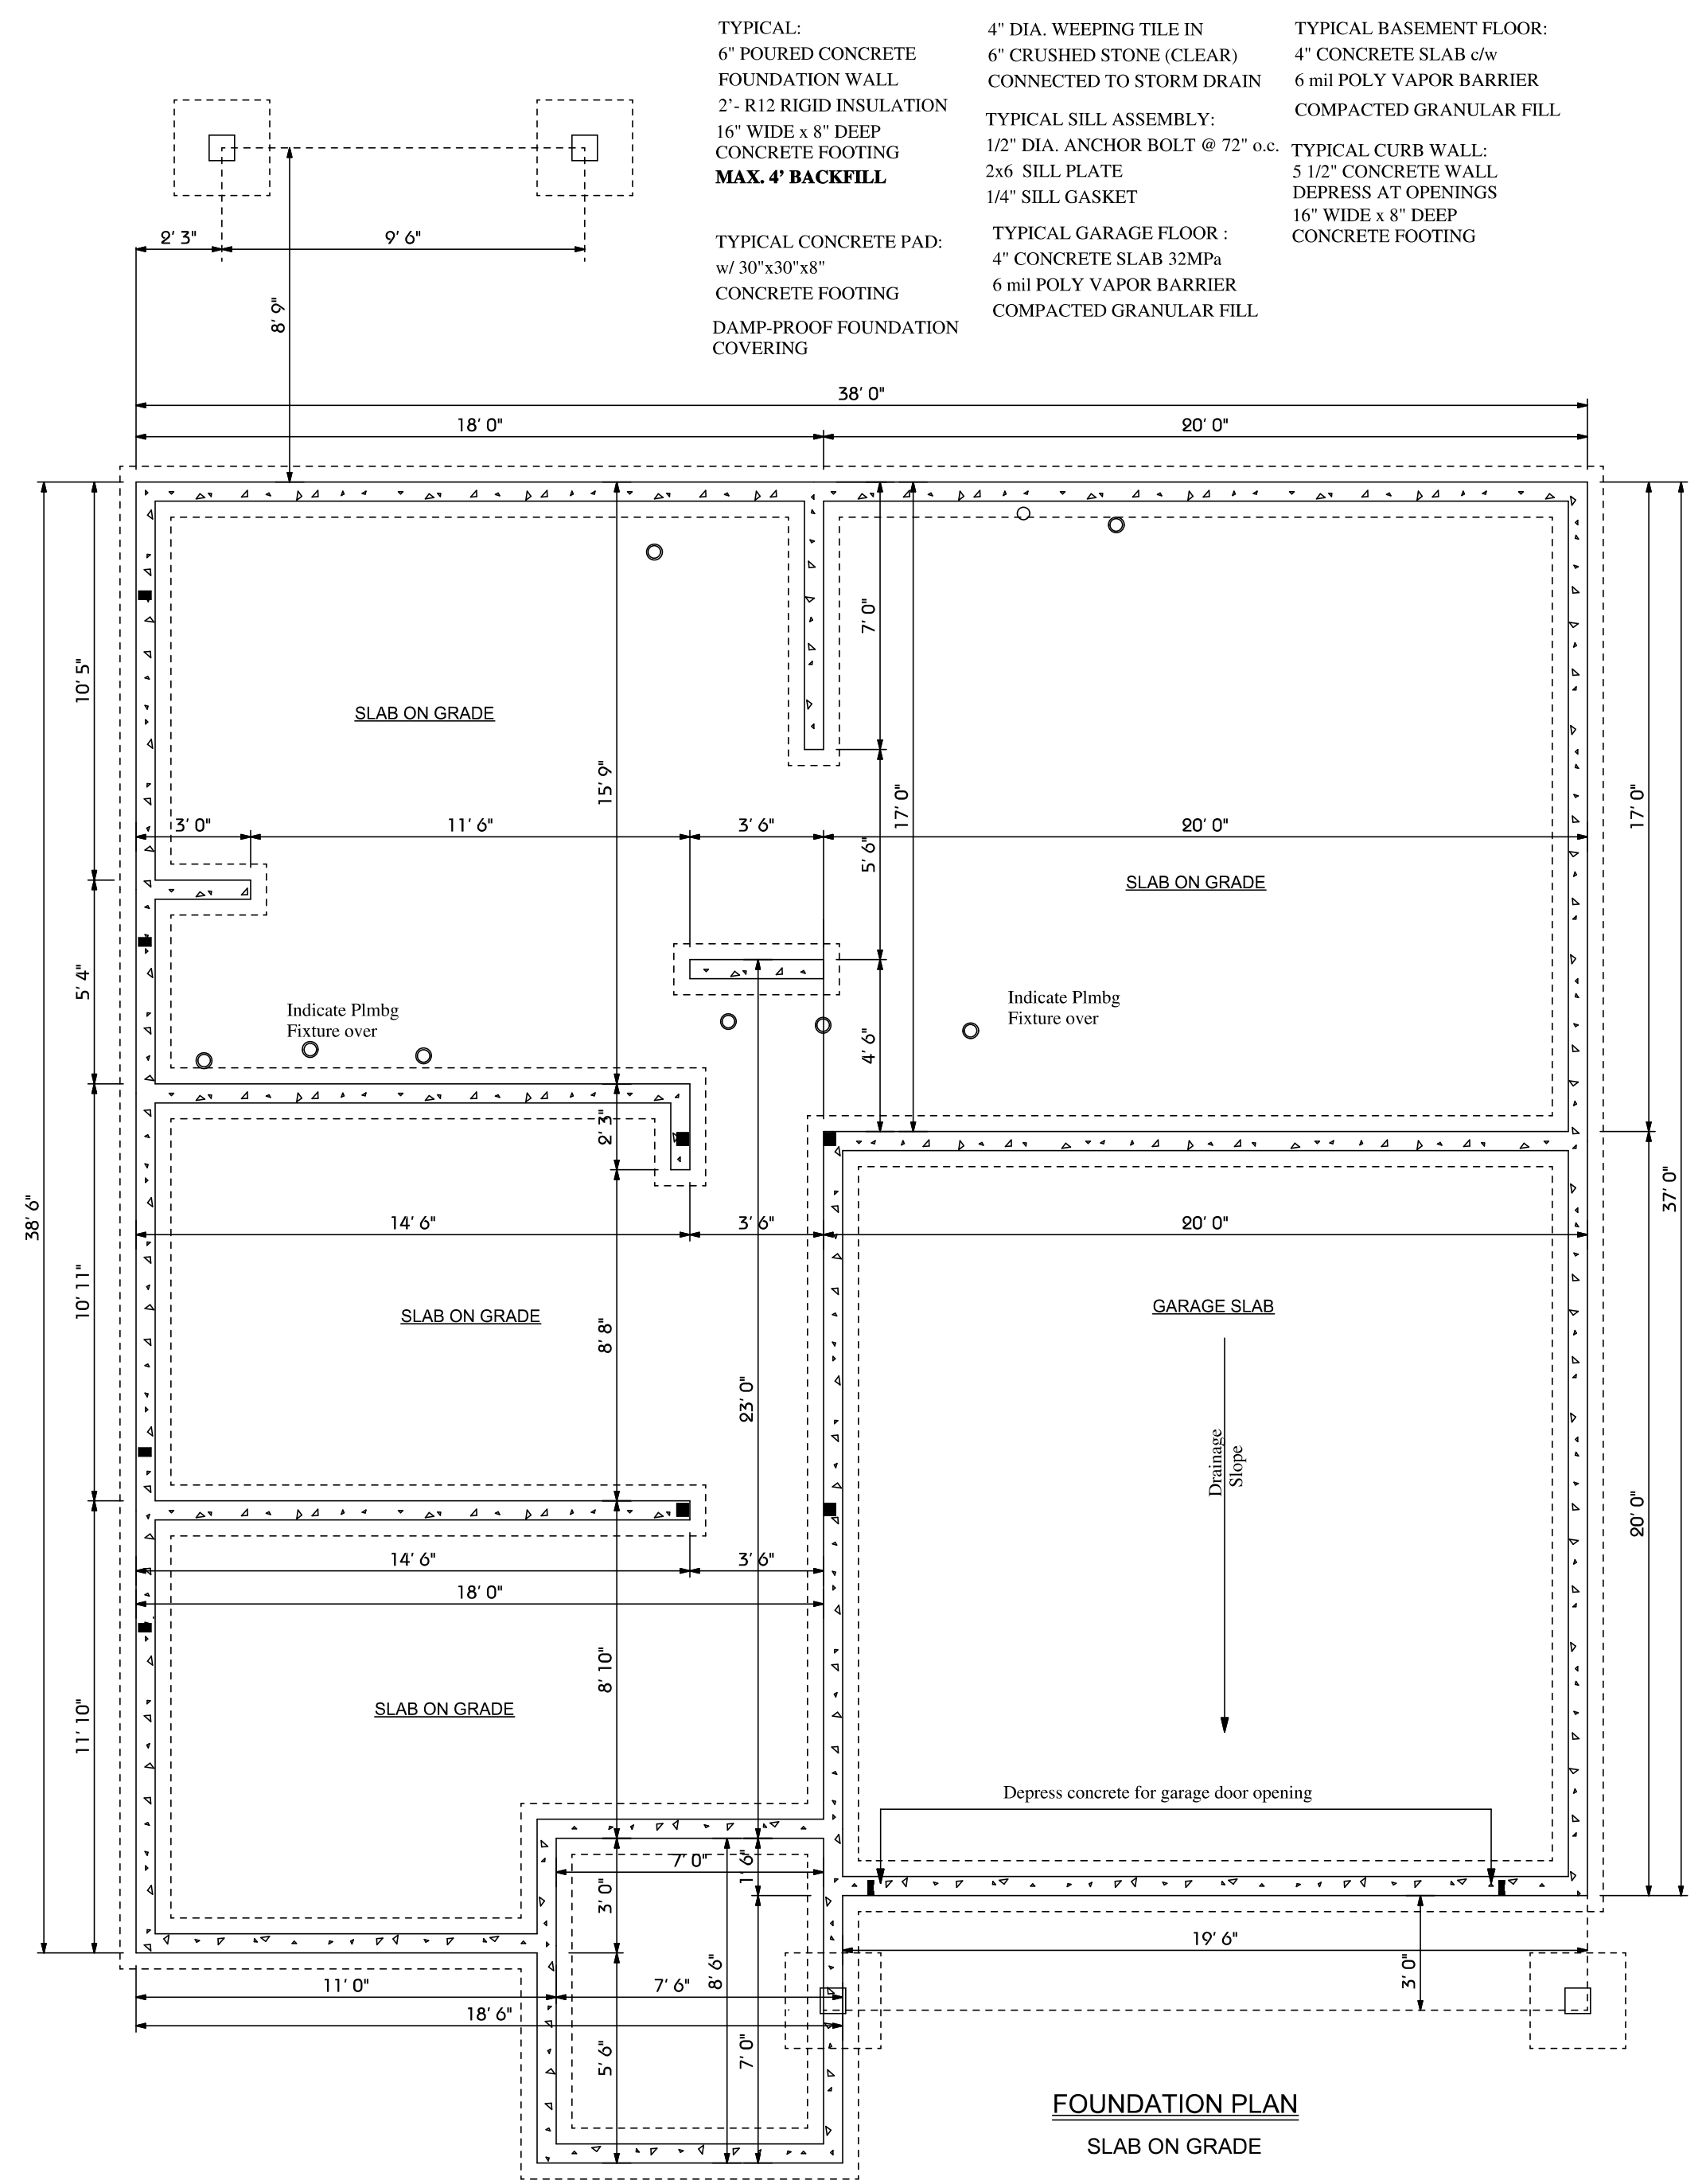 TYPICAL:
6" POURED CONCRETE
FOUNDATION WALL
2'- R12 RIGID INSULATION
16" WIDE x 8" DEEP
CONCRETE FOOTING
MAX. 4' BACKFILL
TYPICAL CONCRETE PAD:
w/ 30"x30"x8"
CONCRETE FOOTING
DAMP-PROOF FOUNDATION
COVERING
4" DIA. WEEPING TILE IN
6" CRUSHED STONE (CLEAR)
CONNECTED TO STORM DRAIN
TYPICAL SILL ASSEMBLY:
1/2" DIA. ANCHOR BOLT @ 72" o.c.
2x6 SILL PLATE
1/4" SILL GASKET
TYPICAL GARAGE FLOOR :
4" CONCRETE SLAB 32MPa
6 mil POLY VAPOR BARRIER
COMPACTED GRANULAR FILL
TYPICAL BASEMENT FLOOR:
4" CONCRETE SLAB c/w
6 mil POLY VAPOR BARRIER
COMPACTED GRANULAR FILL
TYPICAL CURB WALL:
5 1/2" CONCRETE WALL
DEPRESS AT OPENINGS
16" WIDE x 8" DEEP
CONCRETE FOOTING
2' 3"
9' 6"
8' 9"
38' 0"
18' 0"
20' 0"
10' 5"
7' 0"
SLAB ON GRADE
15' 9"
17' 0"
17' 0"
3' 0"
11' 6"
3' 6"
20' 0"
5' 6"
SLAB ON GRADE
5' 4"
Indicate Plmbg
Fixture over
Indicate Plmbg
Fixture over
4' 6"
2' 3"
38' 6"
37' 0"
14' 6"
3' 6"
20' 0"
10' 11"
SLAB ON GRADE
8' 8"
GARAGE SLAB
23' 0"
Drainage
Slope
20' 0"
14' 6"
3' 6"
18' 0"
8' 10"
11' 10"
SLAB ON GRADE
Depress concrete for garage door opening
7' 0"
1' 6"
3' 0"
19' 6"
8' 6"
3' 0"
11' 0"
7' 6"
18' 6"
5' 6"
7' 0"
FOUNDATION PLAN
SLAB ON GRADE